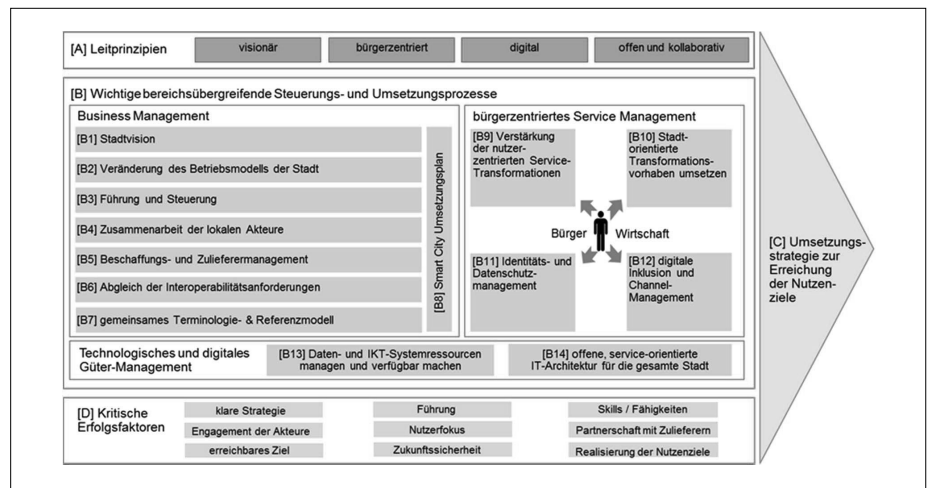 [A] Leitprinzipien
visionär
bürgerzentriert
digital
offen und kollaborativ
[B] Wichtige bereichsübergreifende Steuerungs- und Umsetzungsprozesse
Business Management
[B1] Stadtvision
[B2] Veränderung des Betriebsmodells der Stadt
[B3] Führung und Steuerung
[B4] Zusammenarbeit der lokalen Akteure
[B5] Beschaffungs- und Zulieferermanagement
[B6] Abgleich der Interoperabilitätsanforderungen
[B7] gemeinsames Terminologie- & Referenzmodell
[B8] Smart City Umsetzungsplan
bürgerzentriertes Service Management
[B9] Verstärkung
der nutzer-
zentrierten Service-
Transformationen
[B10] Stadt-
orientierte
Transformations-
vorhaben umsetzen
Bürger
Wirtschaft
[B11] Identitäts- und
Datenschutz-
management
[B12] digitale
Inklusion und
Channel-
Management
Technologisches und digitales
Güter-Management
[B13] Daten- und IKT-Systemressourcen
managen und verfügbar machen
[B14] offene, service-orientierte
IT-Architektur für die gesamte Stadt
[C] Umsetzungs-
strategie zur
Erreichung
der Nutzen-
ziele
[D] Kritische
Erfolgsfaktoren
klare Strategie
Führung
Skills / Fähigkeiten
Engagement der Akteure
Nutzerfokus
Partnerschaft mit Zulieferern
erreichbares Ziel
Zukunftssicherheit
Realisierung der Nutzenziele